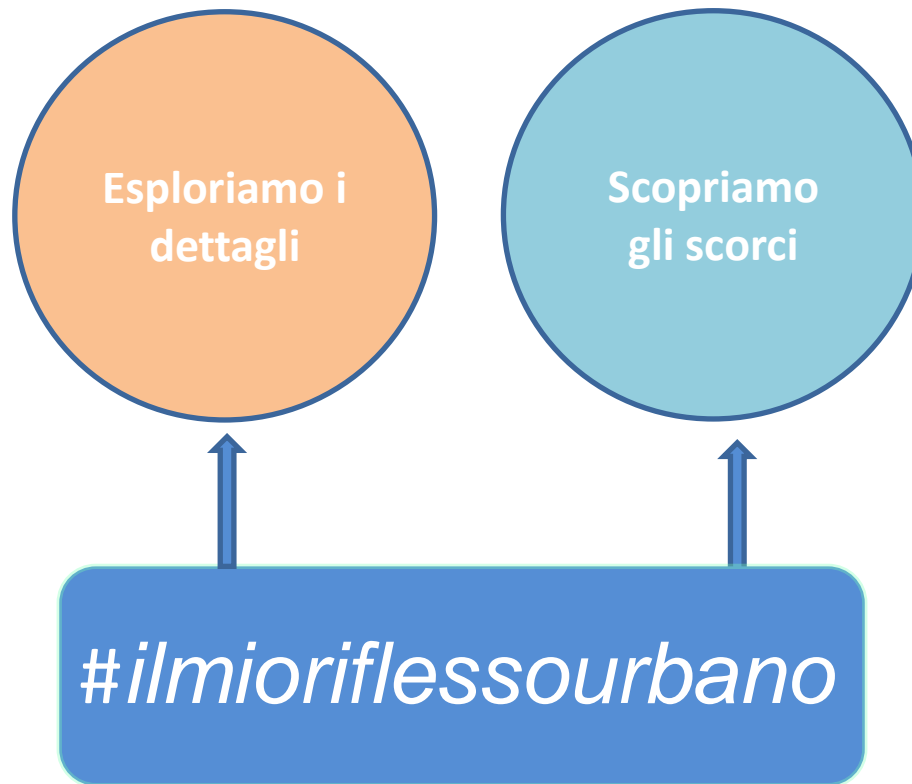 Esploriamo i
dettagli
Scopriamo
gli scorci
#ilmioriflessourbano